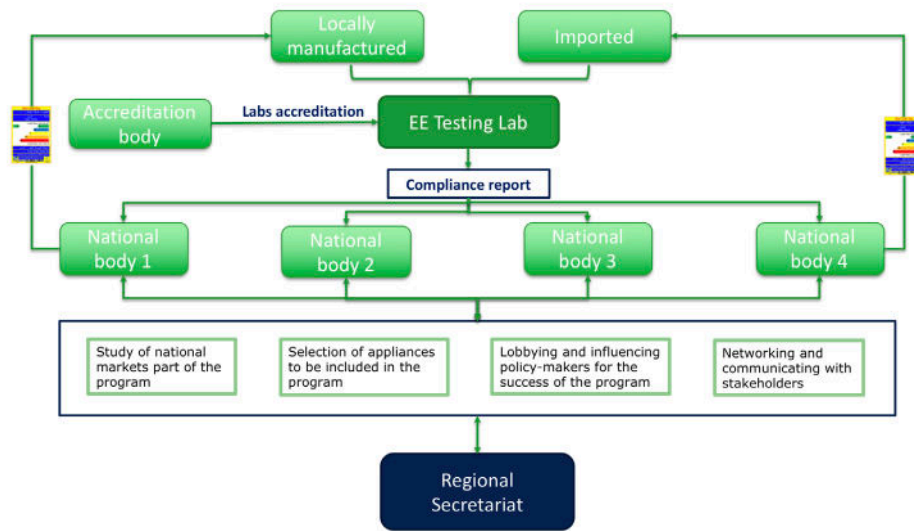 Locally
manufactured
Imported
Accreditation
body
Labs accreditation
EE Testing Lab
Compliance report
National
body 1
National
body 2
National
body 3
National
body 4
Study of national
markets part of the
program
Selection of appliances
to be included in the
program
Lobbying and influencing
policy-makers for the
success of the program
Networking and
communicating with
stakeholders
Regional
Secretariat